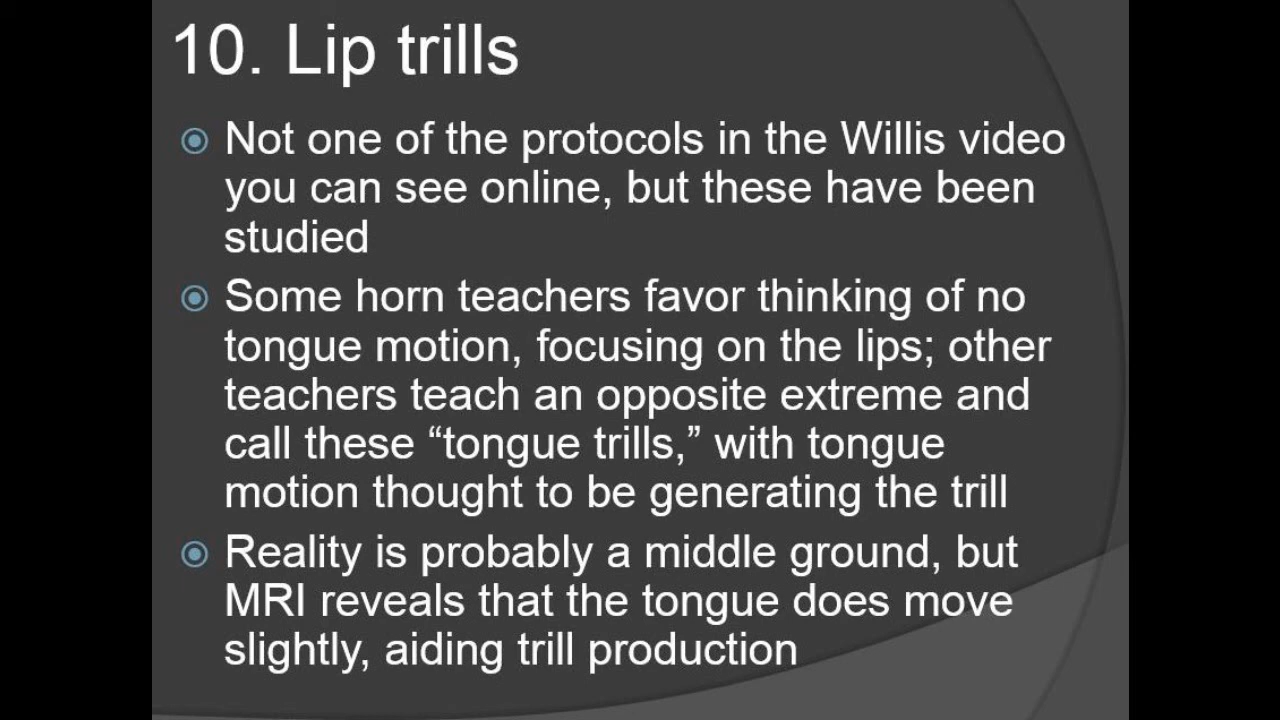 10. Lip trills
Not one of the protocols in the Willis video
you can see online, but these have been
studied
Some horn teachers favor thinking of no
tongue motion, focusing on the lips; other
teachers teach an opposite extreme and
call these “tongue trills,” with tongue
motion thought to be generating the trill
Reality is probably a middle ground, but
MRI reveals that the tongue does move
slightly, aiding trill production